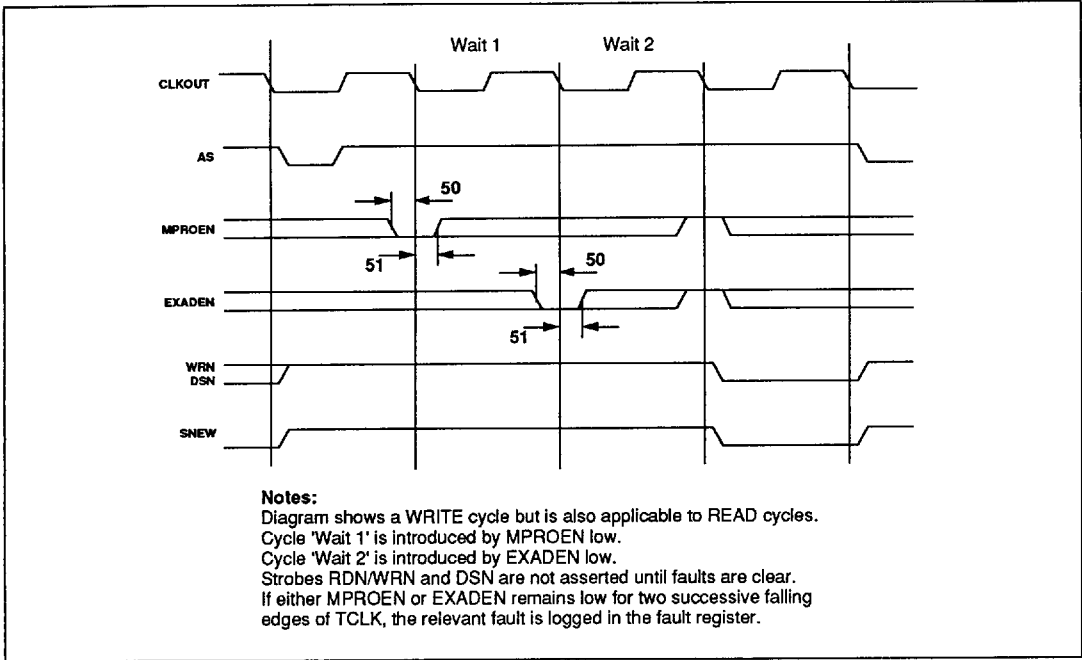 Wait 1 Wait 2
CLKOUT
AS
50
MPROEN
51
50
EXADEN
51
WRN
DSN
SNEW
Notes:
Diagram shows a WRITE cycle but is also applicable to READ cycles.
Cycle 'Wait 1' is introduced by MPROEN low.
Cycle 'Wait 2' is introduced by EXADEN low.
Strobes RDN/WRN and DSN are not asserted until faults are clear.
If either MPROEN or EXADEN remains low for two successive falling
edges of TCLK, the relevant fault is logged in the fault register.